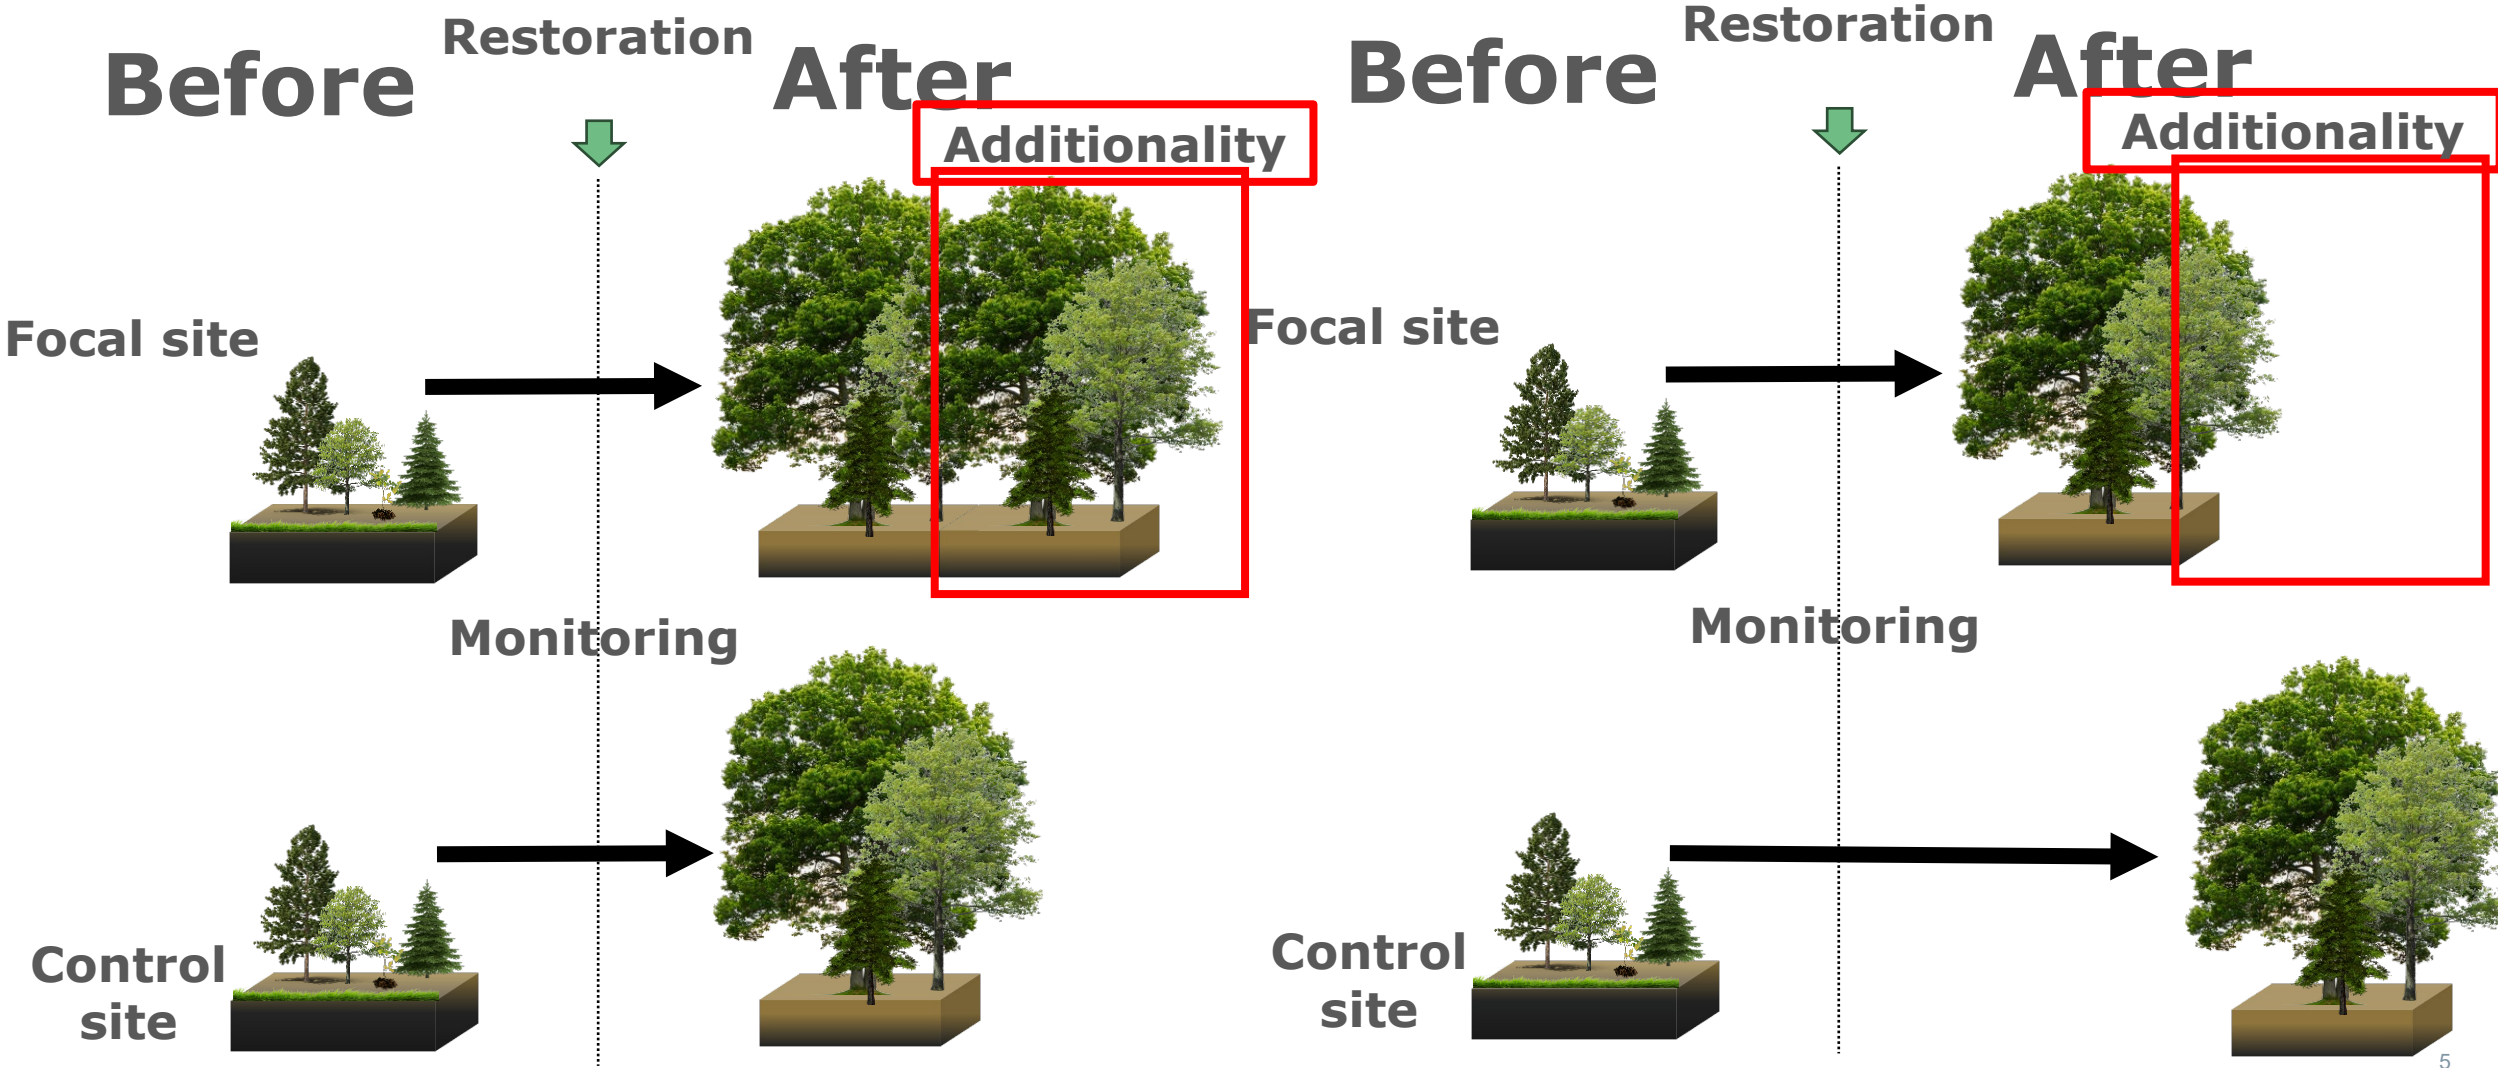 Before
Restoration
After
Additionality
Focal site
Monitoring
Control
site
Before
Restoration
After
Additionality
Focal site
Monitoring
Control
site
5